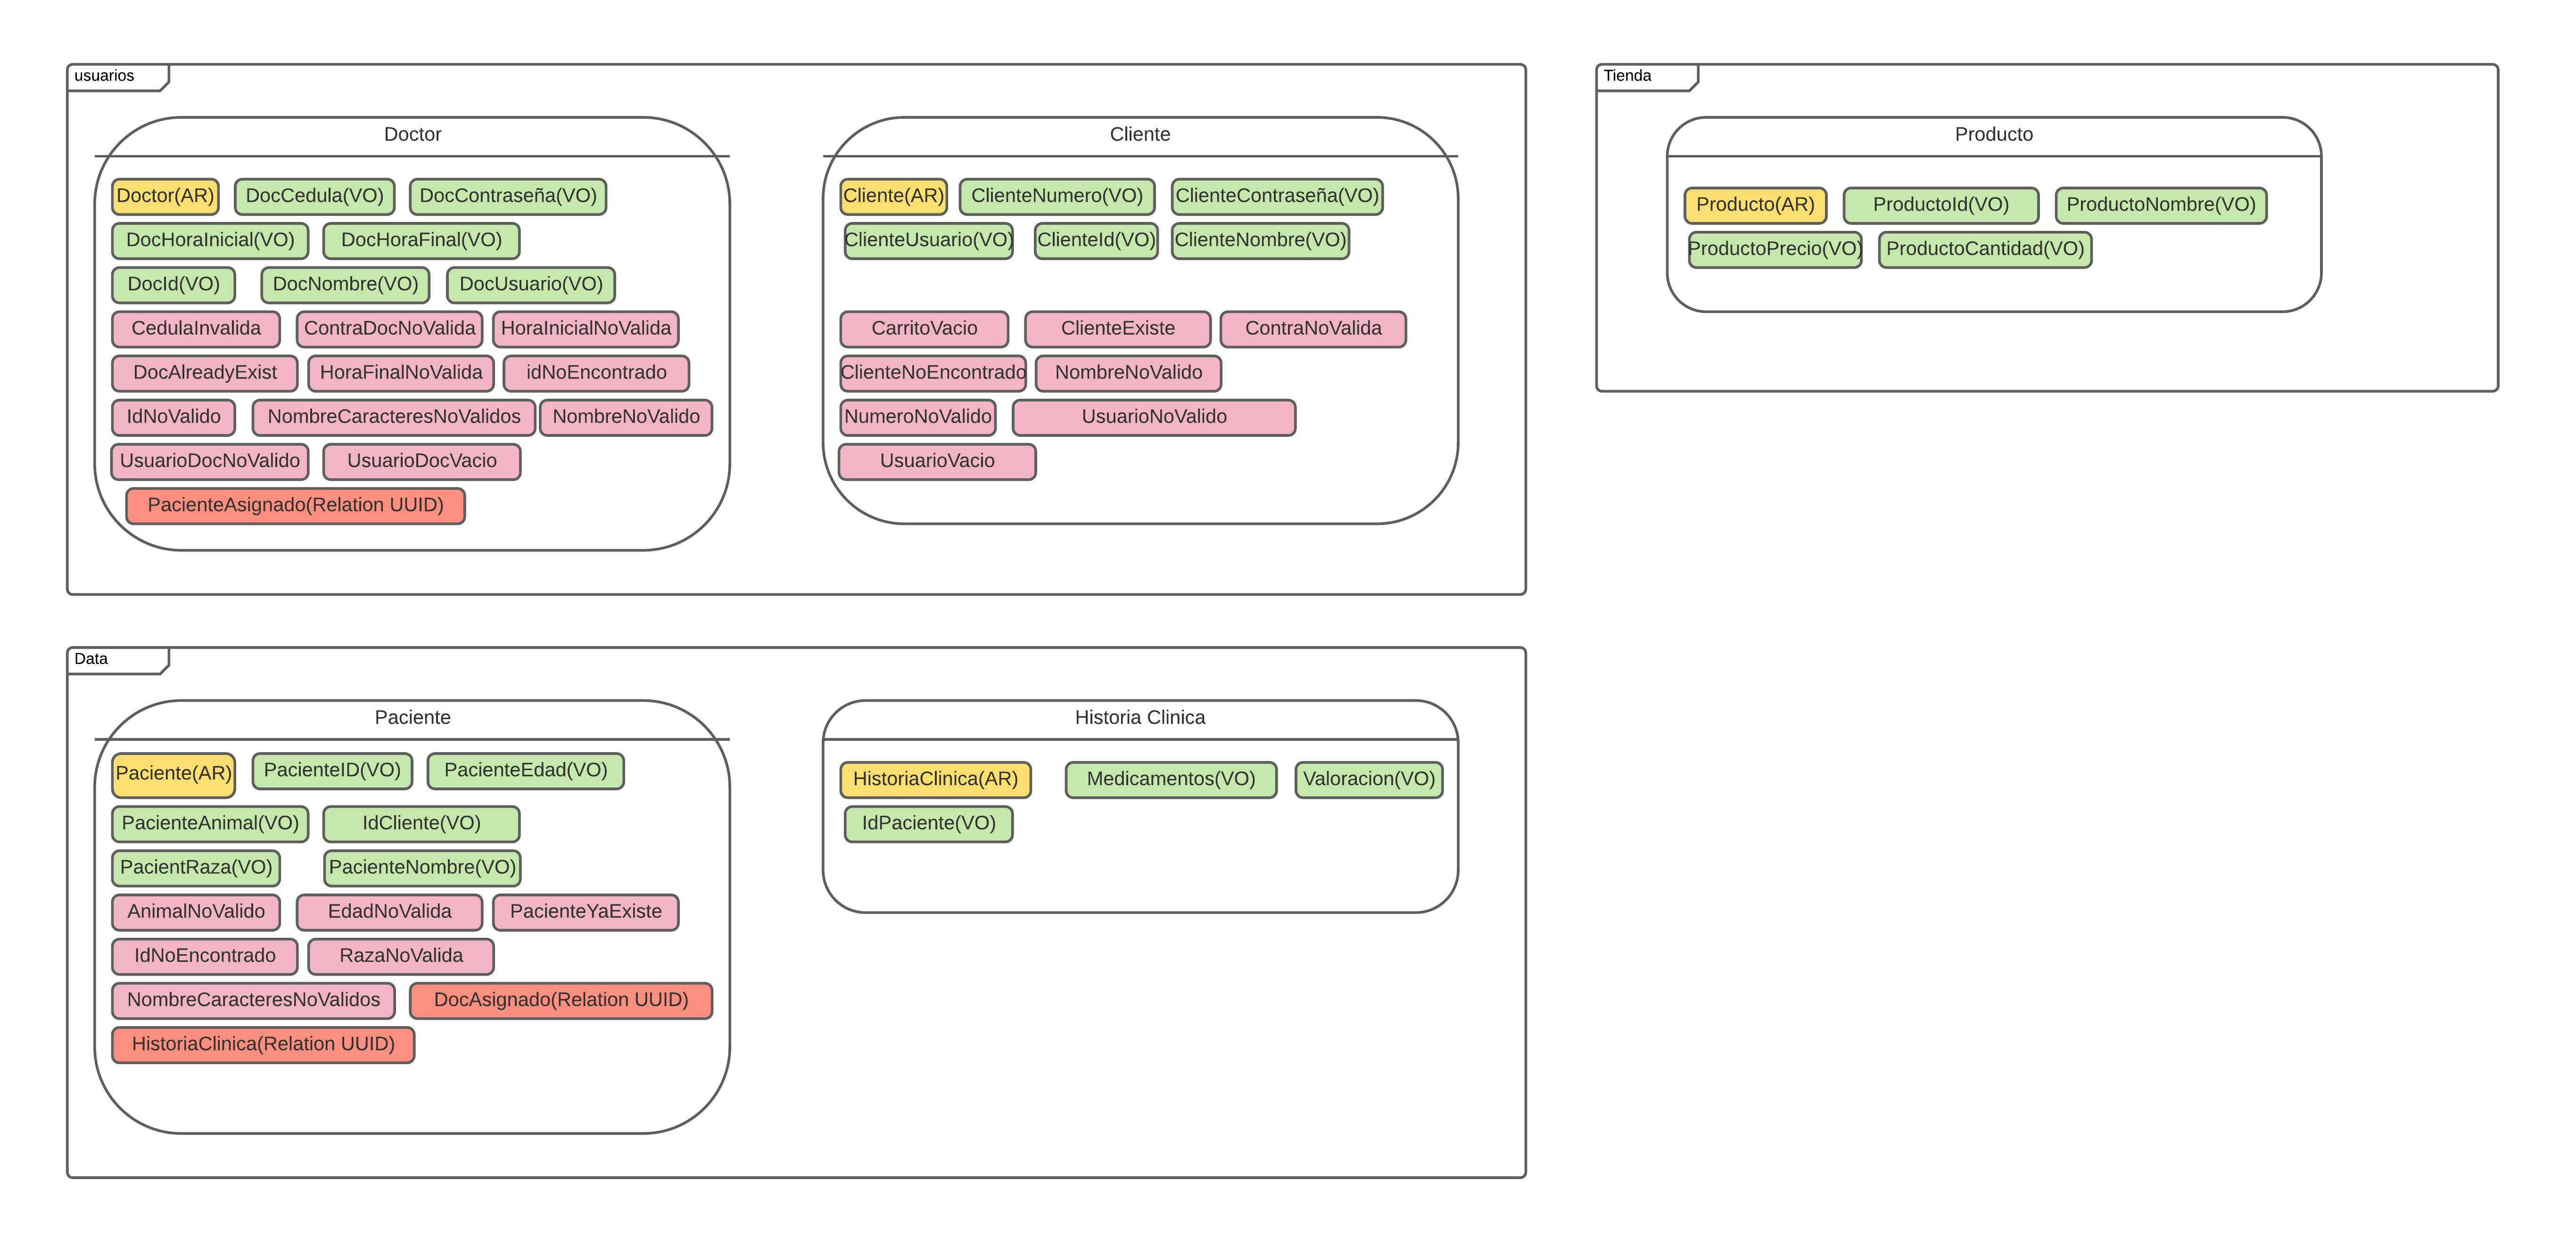 usuarios
Doctor
Doctor(AR) DocCedula(VO) DocContraseña(VO)
DocHoraInicial(VO) DocHoraFinal(VO)
DocId(VO) DocNombre(VO) DocUsuario(VO)
CedulaInvalida ContraDocNoValida HoraInicialNoValida
DocAlreadyExist HoraFinalNoValida idNoEncontrado
IdNoValido NombreCaracteresNoValidos NombreNoValido
UsuarioDocNoValido UsuarioDocVacio
PacienteAsignado(Relation UUID)
Cliente
Cliente(AR) ClienteNumero(VO) ClienteContraseña(VO)
ClienteUsuario(VO) ClienteId(VO) ClienteNombre(VO)
CarritoVacio ClienteExiste ContraNoValida
ClienteNoEncontrado NombreNoValido
NumeroNoValido UsuarioNoValido
UsuarioVacio
Tienda
Producto
Producto(AR) ProductoId(VO) ProductoNombre(VO)
ProductoPrecio(VO) ProductoCantidad(VO)
Data
Paciente
Paciente(AR) PacienteID(VO) PacienteEdad(VO)
PacienteAnimal(VO) IdCliente(VO)
PacientRaza(VO) PacienteNombre(VO)
AnimalNoValido EdadNoValida PacienteYaExiste
IdNoEncontrado RazaNoValida
NombreCaracteresNoValidos DocAsignado(Relation UUID)
HistoriaClinica(Relation UUID)
Historia Clinica
HistoriaClinica(AR) Medicamentos(VO) Valoracion(VO)
IdPaciente(VO)